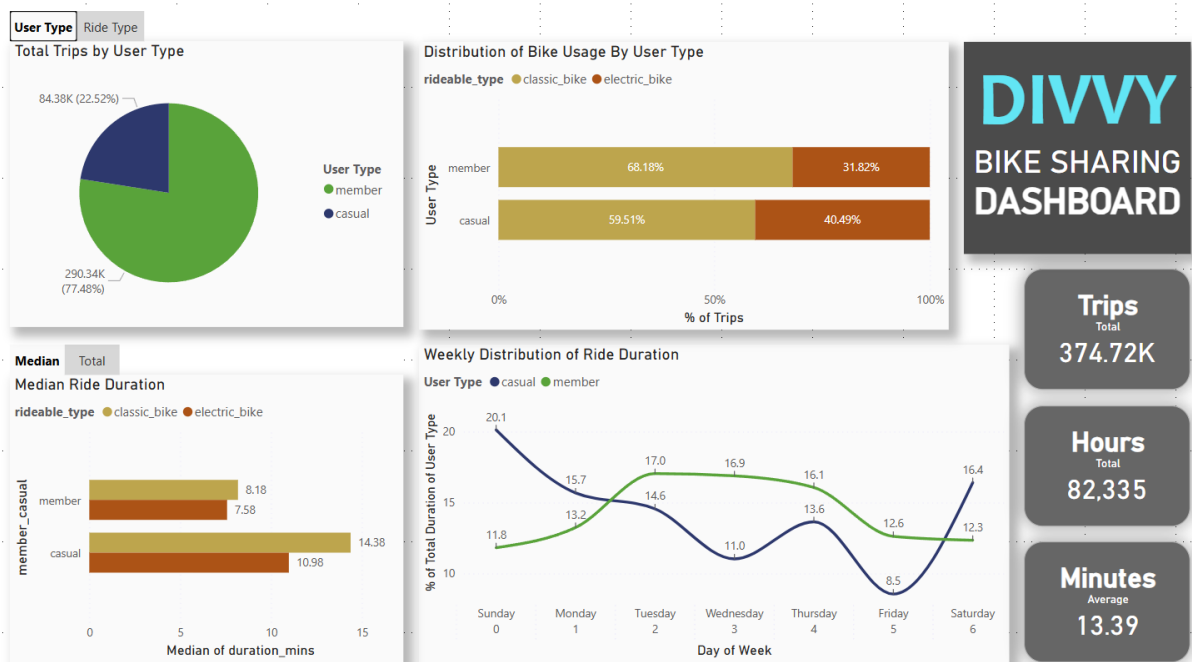 User Type Ride Type
Total Trips by User Type
84.38K (22.52%)
290.34K
(77.48%)
User Type
member
casual
Distribution of Bike Usage By User Type
rideable_type classic_bike electric_bike
User Type
member 68.18% 31.82%
casual 59.51% 40.49%
0% 50% 100%
% of Trips
DIVVY
BIKE SHARING
DASHBOARD
Trips
Total
374.72K
Hours
Total
82,335
Minutes
Average
13.39
Median Total
Median Ride Duration
rideable_type classic_bike electric_bike
member_casual
member 8.18
7.58
casual 14.38
10.98
0 5 10 15
Median of duration_mins
Weekly Distribution of Ride Duration
User Type casual member
% of Total Duration of User Type
20
15
10
20.1 15.7 14.6 11.0 13.6 8.5 16.4
11.8 13.2 17.0 16.9 16.1 12.6 12.3
Sunday Monday Tuesday Wednesday Thursday Friday Saturday
0 1 2 3 4 5 6
Day of Week